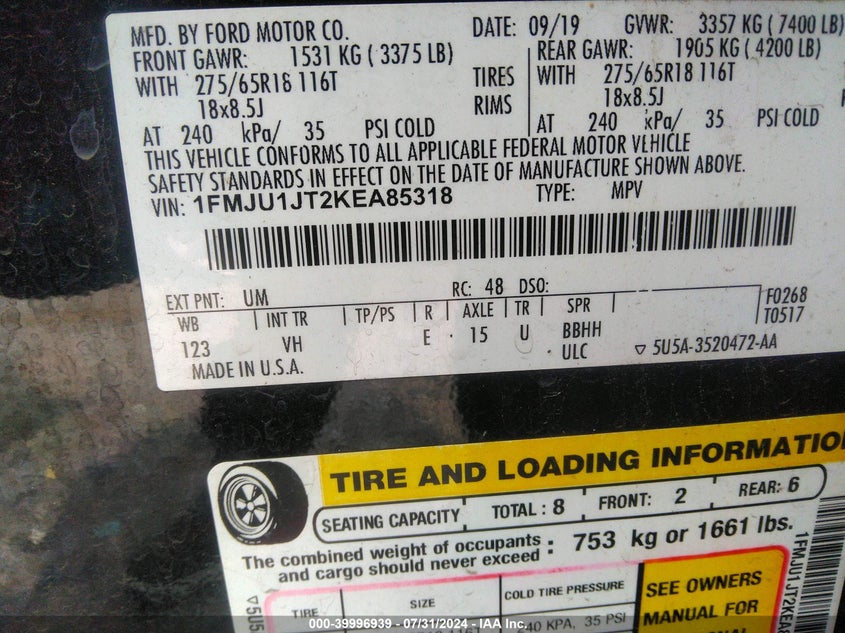 MFD. BY FORD MOTOR CO. DATE: 09/19 GVWR: 3357 KG ( 7400 LB)
FRONT GAWR: 1531 KG ( 3375 LB) REAR GAWR: 1905 KG ( 4200 LB)
WITH 275/65R18 116T TIRES WITH 275/65R18 116T
18x8.5J RIMS 18x8.5J
AT 240 kPa/ 35 PSI COLD AT 240 kPa/ 35 PSI COLD
THIS VEHICLE CONFORMS TO ALL APPLICABLE FEDERAL MOTOR VEHICLE
SAFETY STANDARDS IN EFFECT ON THE DATE OF MANUFACTURE SHOWN ABOVE.
VIN: 1FMJU1JT2KEA85318 TYPE: MPV
EXT PNT: UM RC: 48 DSO:
WB INT TR TP/PS R AXLE TR SPR F0268
123 VH E 15 U BBHH T0517
ULC ▽ 5U5A-3520472-AA
MADE IN U.S.A.
TIRE AND LOADING INFORMATION
SEATING CAPACITY TOTAL : 8 FRONT: 2 REAR: 6
The combined weight of occupants and cargo should never exceed : 753 kg or 1661 lbs.
TIRE SIZE COLD TIRE PRESSURE SEE OWNERS
KPA, 35 PSI MANUAL FOR
▽5U5
1FMJU1JT2KEA
000-39996939 - 07/31/2024 - IAA Inc.